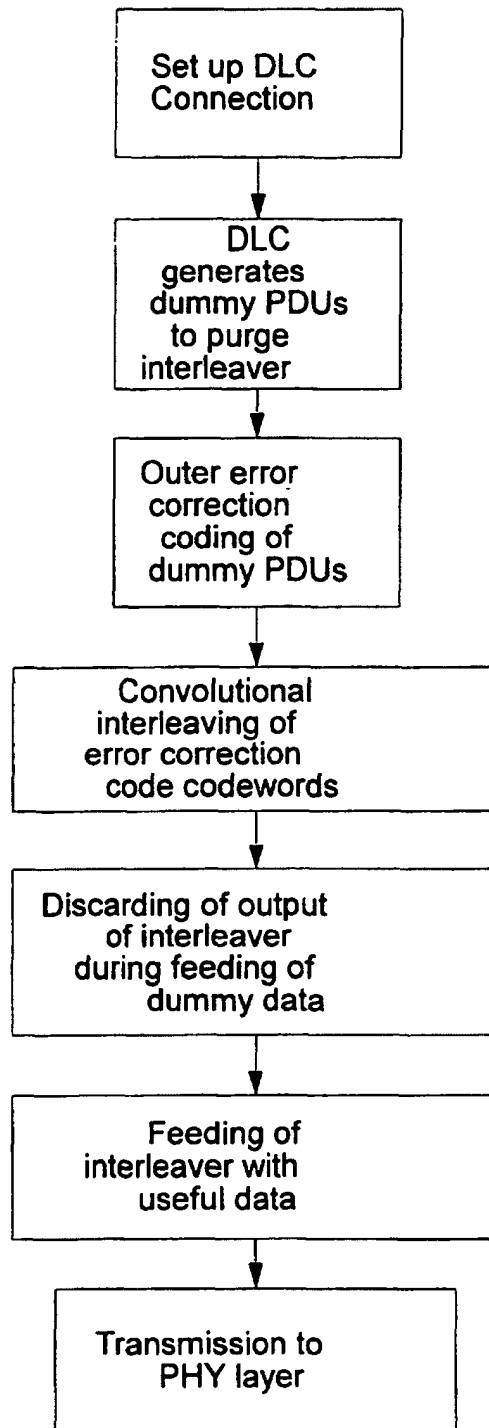 Set up DLC
Connection
DLC
generates
dummy PDUs
to purge
interleaver
Outer error
correction
coding of
dummy PDUs
Convolutional
interleaving of
error correction
code codewords
Discarding of output
of interleaver
during feeding of
dummy data
Feeding of
interleaver with
useful data
Transmission to
PHY layer